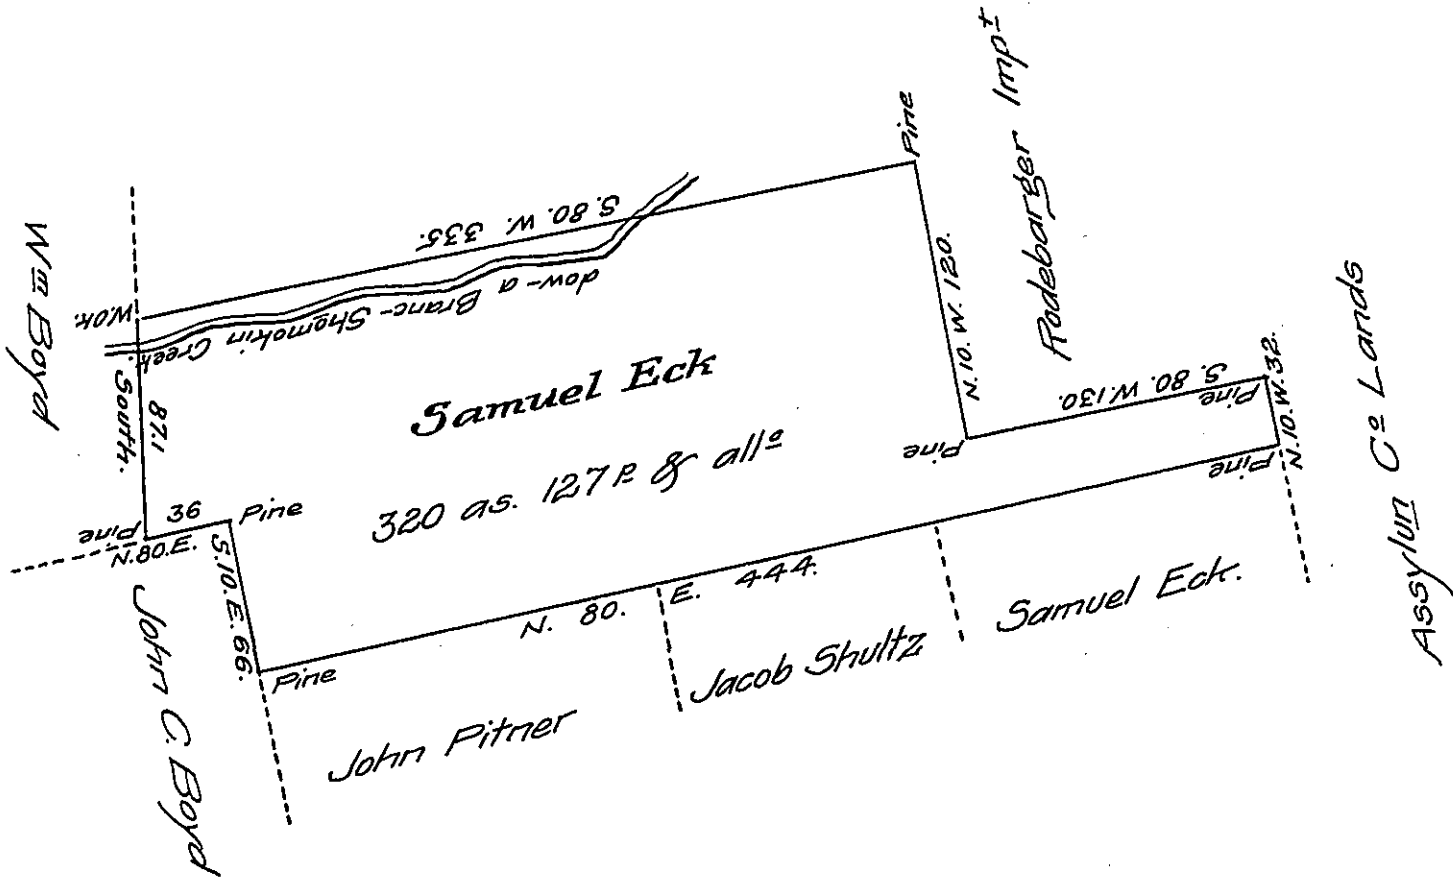 Wm Boyd
Rodebarger Impt
Assylun Co Lands
Pine
S. 80. W. 335.
dow-a Branc-Shomokin Creek.
W.ok.
South.
87.1
N. 10. W. 120.
Samuel Eck
320 as. 127 P & allo
S. 80. W. 130.
Pine
Pine
N. 10. W. 32.
Pine
Pine
36
Pine
N. 80. E.
S. 10. E. 66.
Pine
N. 80. E. 444.
John C. Boyd
John Pitner
Jacob Shultz
Samuel Eck.